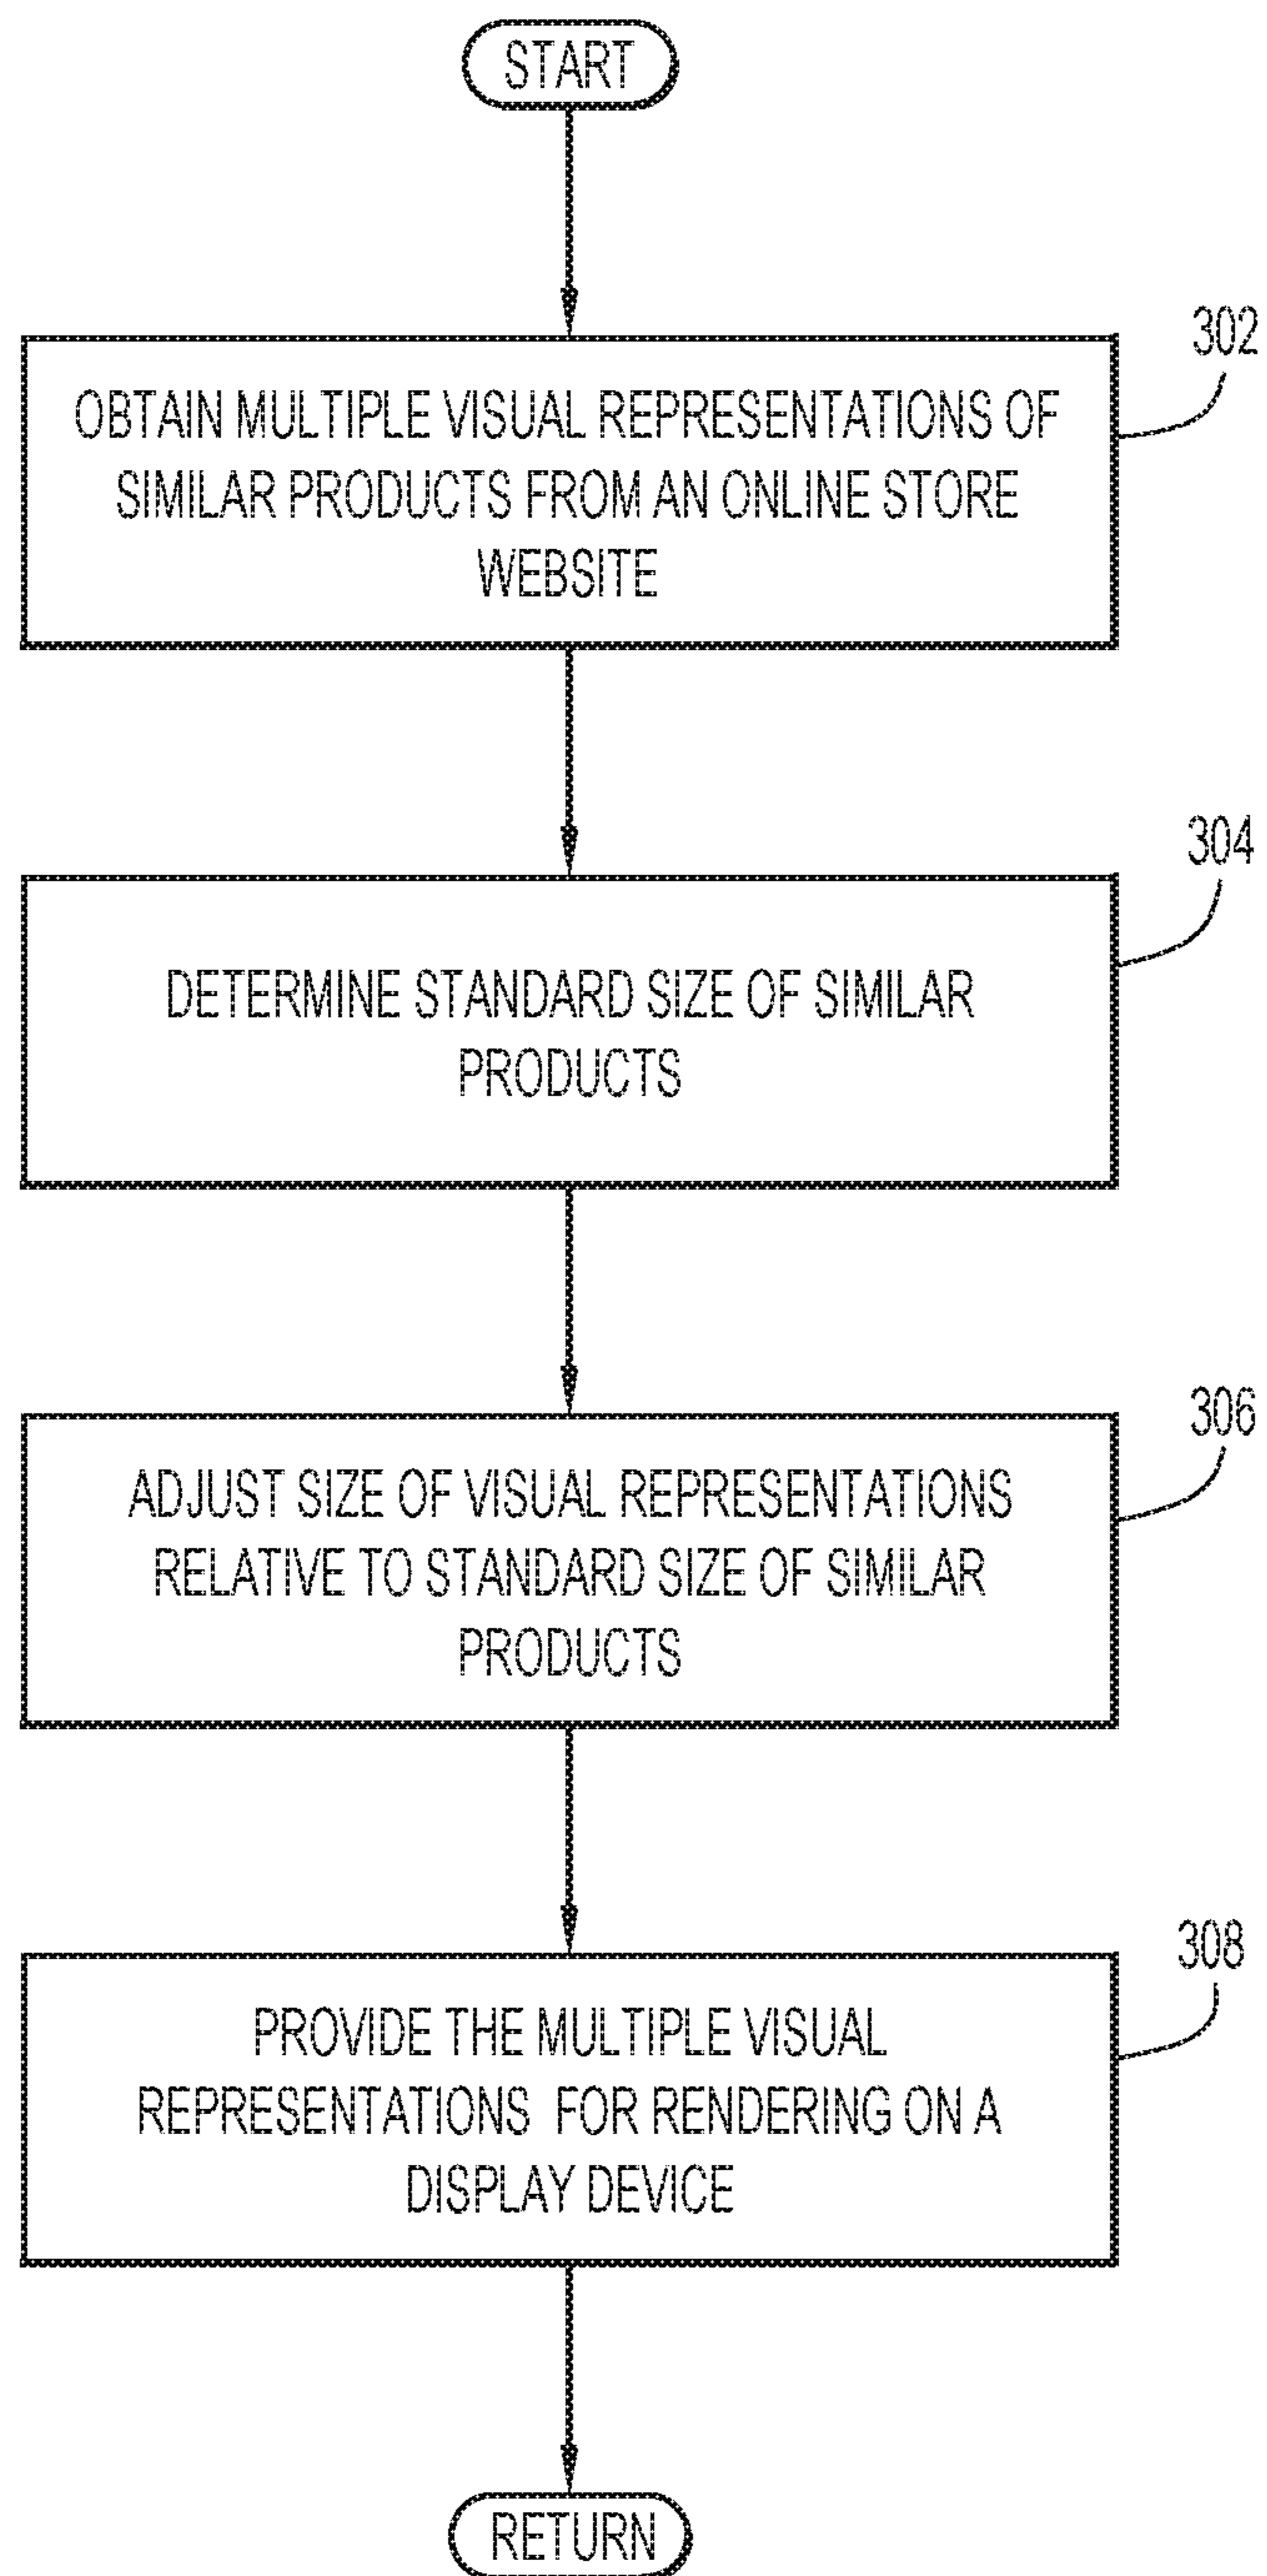 START
302
OBTAIN MULTIPLE VISUAL REPRESENTATIONS OF
SIMILAR PRODUCTS FROM AN ONLINE STORE
WEBSITE
304
DETERMINE STANDARD SIZE OF SIMILAR
PRODUCTS
306
ADJUST SIZE OF VISUAL REPRESENTATIONS
RELATIVE TO STANDARD SIZE OF SIMILAR
PRODUCTS
308
PROVIDE THE MULTIPLE VISUAL
REPRESENTATIONS FOR RENDERING ON A
DISPLAY DEVICE
RETURN